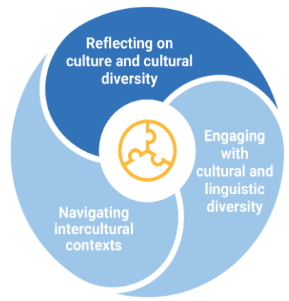 Reflecting on
culture and cultural
diversity
Engaging
with
cultural and
linguistic
diversity
Navigating
intercultural
contexts